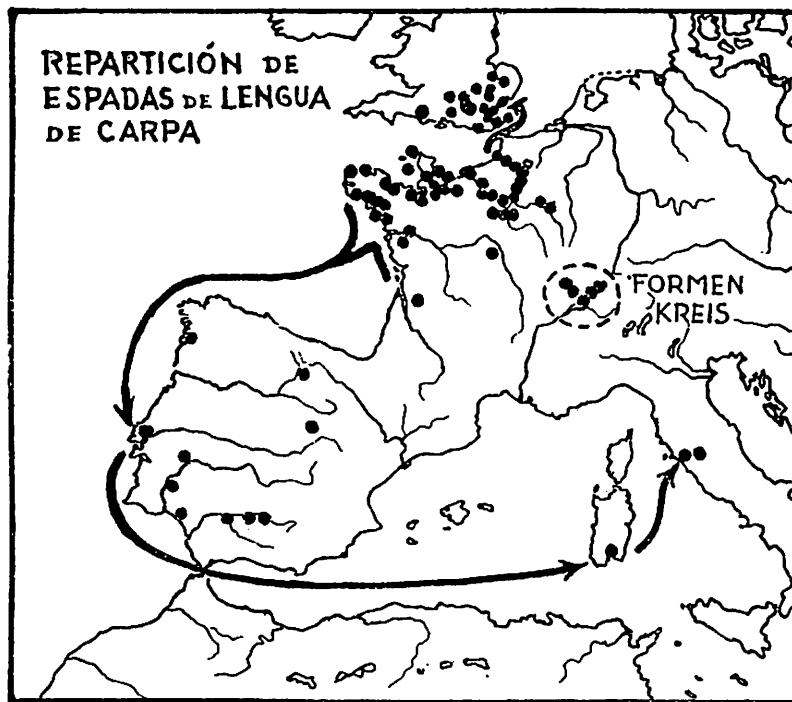 REPARTICIÓN DE
ESPADAS DE LENGUA
DE CARPA
FORMEN
KREIS